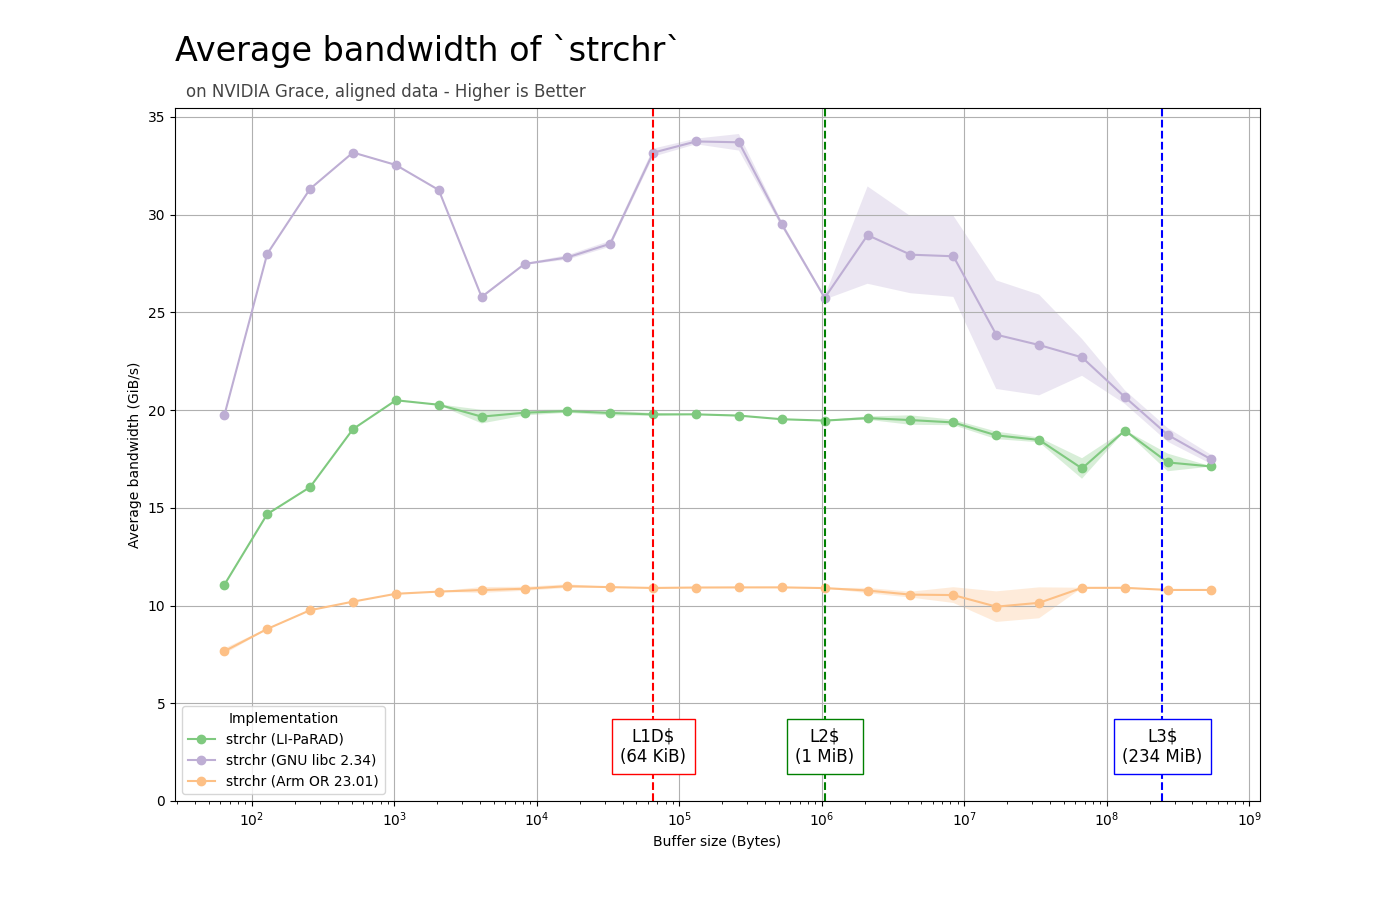 Average bandwidth of `strchr`
on NVIDIA Grace, aligned data - Higher is Better
35
30
25
20
15
10
5
0
Average bandwidth (GiB/s)
Implementation
strchr (LI-PaRAD)
strchr (GNU libc 2.34)
strchr (Arm OR 23.01)
L1D$
(64 KiB)
L2$
(1 MiB)
L3$
(234 MiB)
10²
10³
10⁴
10⁵
10⁶
10⁷
10⁸
10⁹
Buffer size (Bytes)